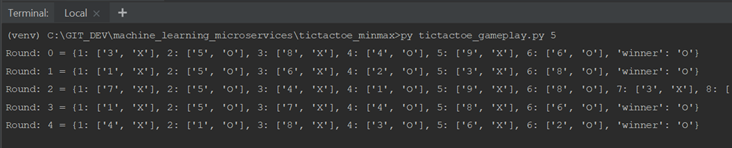 Terminal: Local × +
(venv) C:\GIT_DEV\machine_learning_microservices\tictactoe_minmax>py tictactoe_gameplay.py 5
Round: 0 = {1: ['3', 'X'], 2: ['5', 'O'], 3: ['8', 'X'], 4: ['4', 'O'], 5: ['9', 'X'], 6: ['6', 'O'], 'winner': 'O'}
Round: 1 = {1: ['1', 'X'], 2: ['5', 'O'], 3: ['6', 'X'], 4: ['2', 'O'], 5: ['3', 'X'], 6: ['8', 'O'], 'winner': 'O'}
Round: 2 = {1: ['7', 'X'], 2: ['5', 'O'], 3: ['4', 'X'], 4: ['1', 'O'], 5: ['9', 'X'], 6: ['8', 'O'], 7: ['3', 'X'], 8: [
Round: 3 = {1: ['1', 'X'], 2: ['5', 'O'], 3: ['7', 'X'], 4: ['4', 'O'], 5: ['8', 'X'], 6: ['6', 'O'], 'winner': 'O'}
Round: 4 = {1: ['4', 'X'], 2: ['1', 'O'], 3: ['8', 'X'], 4: ['3', 'O'], 5: ['6', 'X'], 6: ['2', 'O'], 'winner': 'O'}